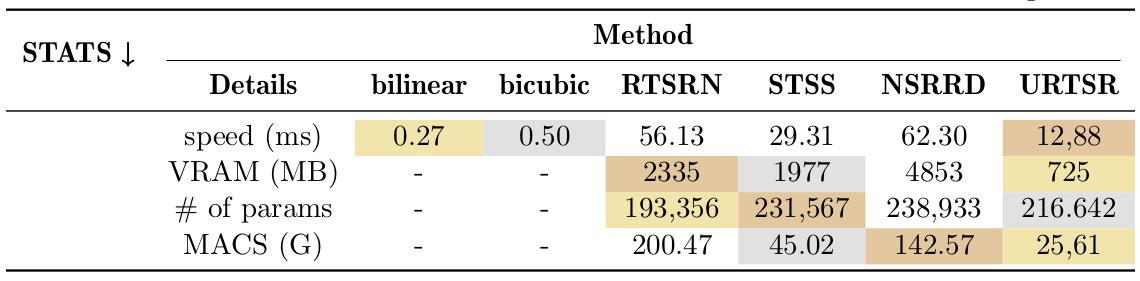 Method
STATS ↓
Details bilinear bicubic RTSRN STSS NSRRD URTSR
speed (ms) 0.27 0.50 56.13 29.31 62.30 12,88
VRAM (MB) - - 2335 1977 4853 725
# of params - - 193,356 231,567 238,933 216.642
MACS (G) - - 200.47 45.02 142.57 25,61